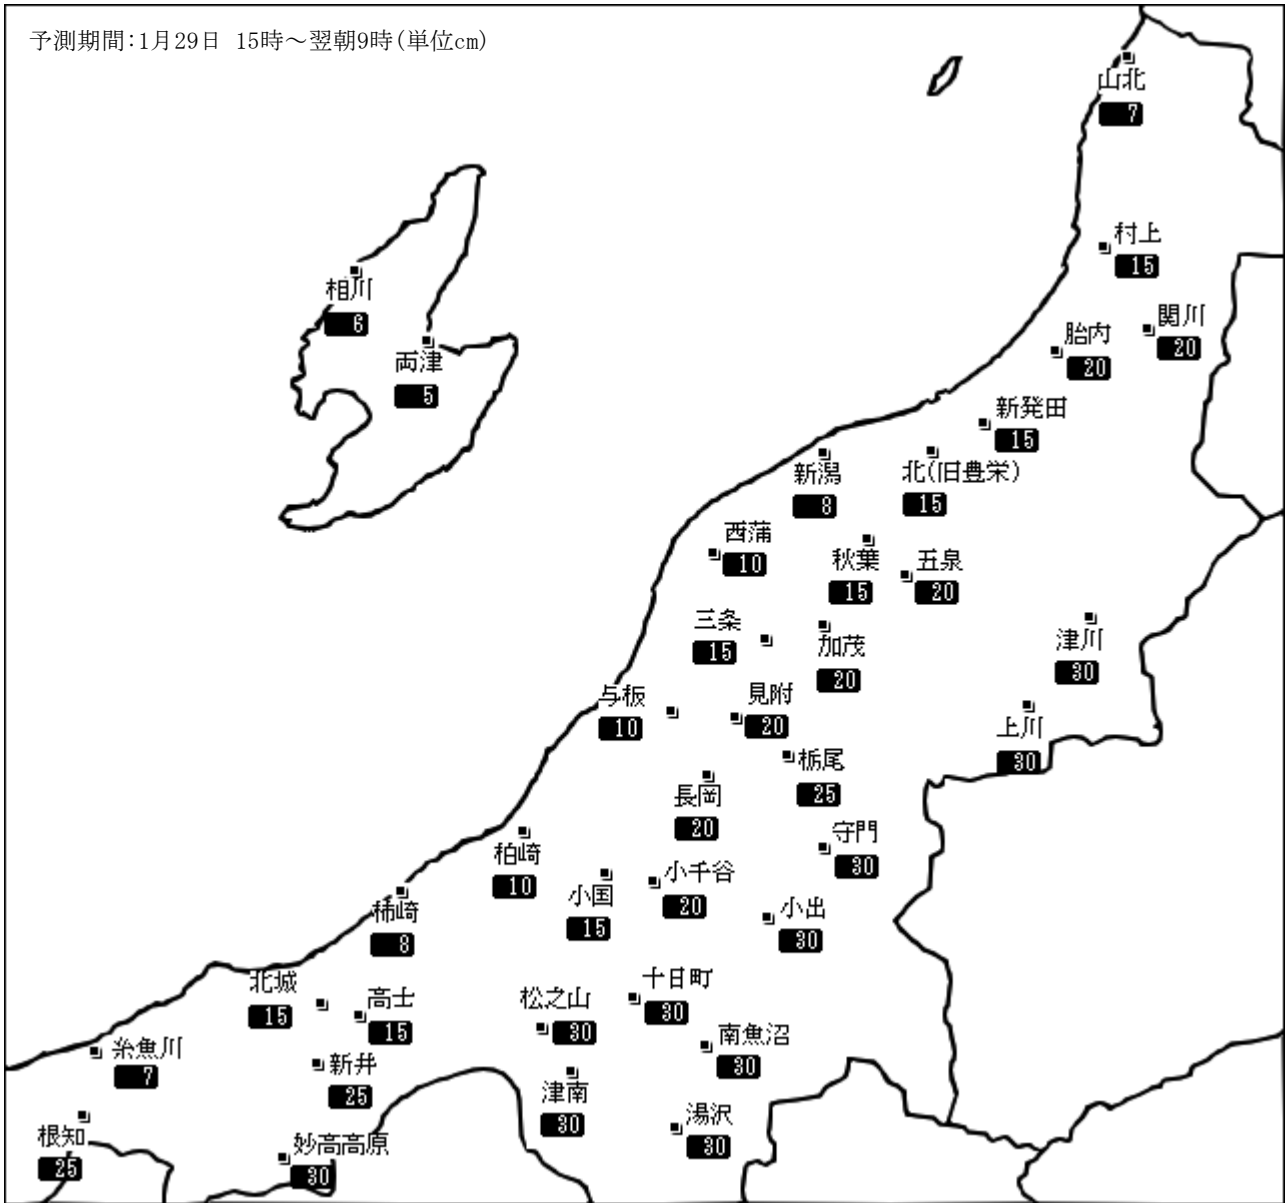 予測期間:1月29日 15時～翌朝9時(単位cm)
山北
7
村上
15
相川
6
関川
20
胎内
20
両津
5
新発田
15
新潟
8
北(旧豊栄)
15
西蒲
10
秋葉
15
五泉
20
三条
15
加茂
20
津川
30
与板
10
見附
20
上川
30
栃尾
25
長岡
20
守門
30
柏崎
10
小国
15
小千谷
20
小出
30
柿崎
8
北城
15
高士
15
松之山
30
十日町
30
南魚沼
30
糸魚川
7
新井
25
津南
30
湯沢
30
根知
25
妙高高原
30